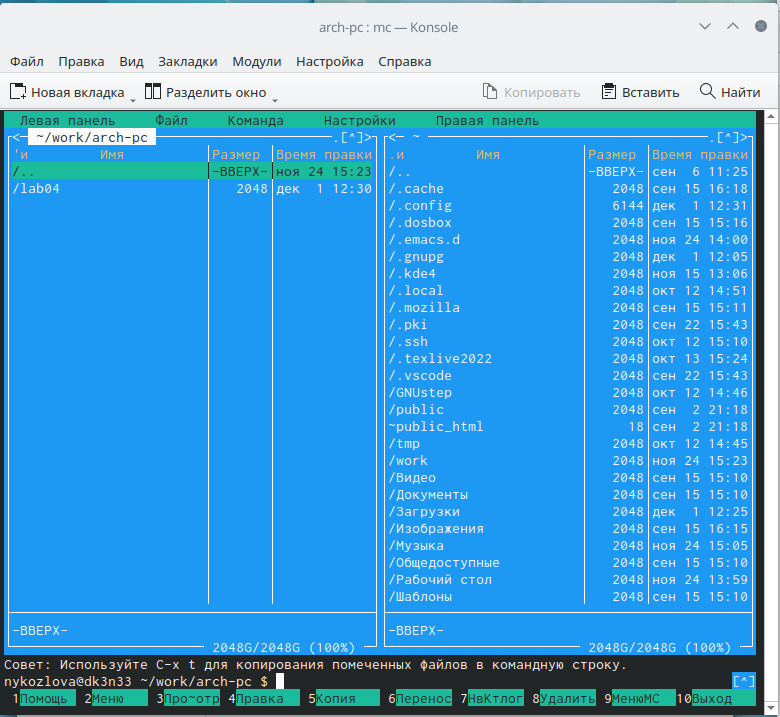 arch-pc : mc — Konsole
Файл Правка Вид Закладки Модули Настройка Справка
Новая вкладка Разделить окно Копировать Вставить Найти
Левая панель Файл Команда Настройки Правая панель
<— ~/work/arch-pc .[^]> <— ~ .[^]>
'и Имя Размер Время правки .и Имя Размер Время правки
/.. -ВВЕРХ- ноя 24 15:23 /.. -ВВЕРХ- сен 6 11:25
/lab04 2048 дек 1 12:30 /.cache 2048 сен 15 16:18
/.config 6144 дек 1 12:31
/.dosbox 2048 сен 15 15:16
/.emacs.d 2048 ноя 24 14:00
/.gnupg 2048 дек 1 12:05
/.kde4 2048 ноя 15 13:06
/.local 2048 окт 12 14:51
/.mozilla 2048 сен 15 15:11
/.pki 2048 сен 22 15:43
/.ssh 2048 окт 12 15:10
/.texlive2022 2048 окт 13 15:24
/.vscode 2048 сен 22 15:43
/GNUstep 2048 окт 12 14:46
/public 2048 сен 2 21:18
~public_html 18 сен 2 21:18
/tmp 2048 окт 12 14:45
/work 2048 ноя 24 15:23
/Видео 2048 сен 15 15:10
/Документы 2048 сен 15 15:10
/Загрузки 2048 дек 1 12:25
/Изображения 2048 сен 15 16:15
/Музыка 2048 ноя 24 15:05
/Общедоступные 2048 сен 15 15:10
/Рабочий стол 2048 ноя 24 13:59
/Шаблоны 2048 сен 15 15:10
-ВВЕРХ- -ВВЕРХ-
2048G/2048G (100%) 2048G/2048G (100%)
Совет: Используйте C-x t для копирования помеченных файлов в командную строку.
nykozlova@dk3n33 ~/work/arch-pc $ [^]
1Помощь 2Меню 3Про~отр 4Правка 5Копия 6Перенос 7НвКтлог 8Удалить 9МенюMC 10Выход